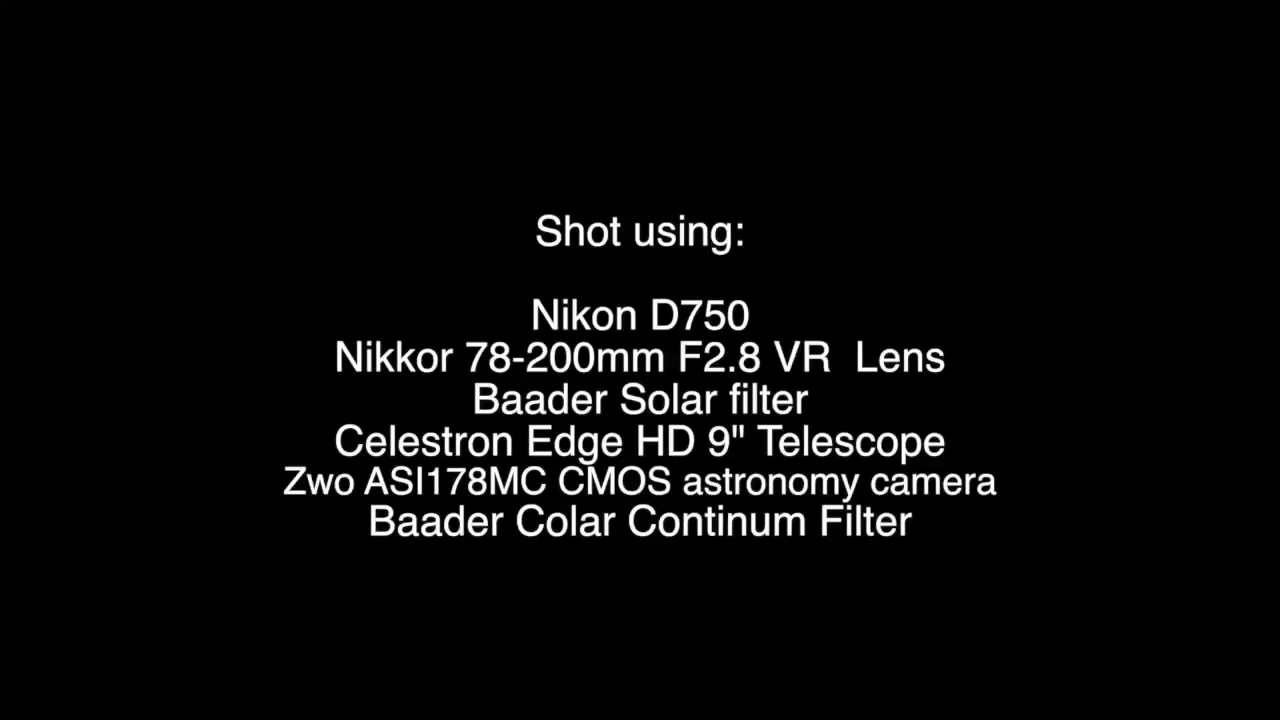 Shot using:
Nikon D750
Nikkor 78-200mm F2.8 VR  Lens
Baader Solar filter
Celestron Edge HD 9" Telescope
Zwo ASI178MC CMOS astronomy camera
Baader Colar Continum Filter